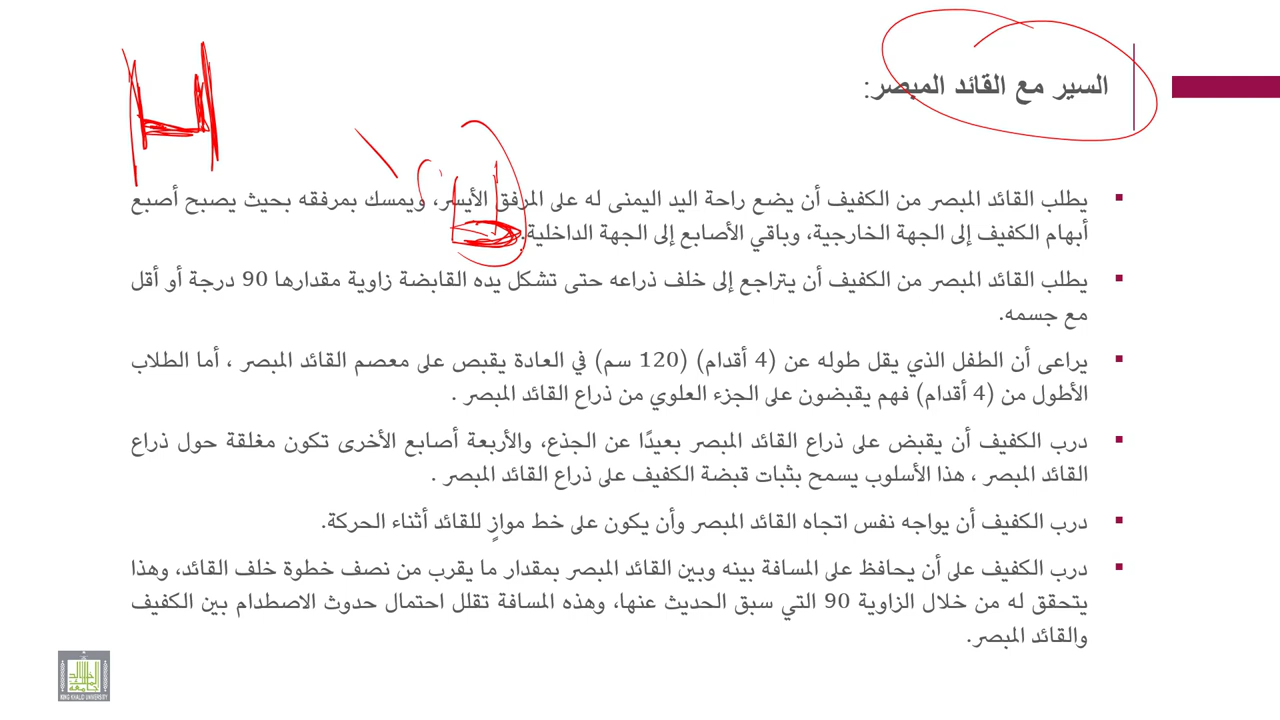 السير مع القائد المبصر:
▪ يطلب القائد المبصر من الكفيف أن يضع راحة اليد اليمنى له على المرفق الأيسر، ويمسك بمرفقه بحيث يصبح أصبع
أبهام الكفيف إلى الجهة الخارجية، وباقي الأصابع إلى الجهة الداخلية.
▪ يطلب القائد المبصر من الكفيف أن يتراجع إلى خلف ذراعه حتى تشكل يده القابضة زاوية مقدارها 90 درجة أو أقل
مع جسمه.
▪ يراعى أن الطفل الذي يقل طوله عن (4 أقدام) (120 سم) في العادة يقبص على معصم القائد المبصر ، أما الطلاب
الأطول من (4 أقدام) فهم يقبضون على الجزء العلوي من ذراع القائد المبصر .
▪ درب الكفيف أن يقبض على ذراع القائد المبصر بعيدًا عن الجذع، والأربعة أصابع الأخرى تكون مغلقة حول ذراع
القائد المبصر ، هذا الأسلوب يسمح بثبات قبضة الكفيف على ذراع القائد المبصر .
▪ درب الكفيف أن يواجه نفس اتجاه القائد المبصر وأن يكون على خط موازٍ للقائد أثناء الحركة.
▪ درب الكفيف على أن يحافظ على المسافة بينه وبين القائد المبصر بمقدار ما يقرب من نصف خطوة خلف القائد، وهذا
يتحقق له من خلال الزاوية 90 التي سبق الحديث عنها، وهذه المسافة تقلل احتمال حدوث الاصطدام بين الكفيف
والقائد المبصر.
KING KHALID UNIVERSITY